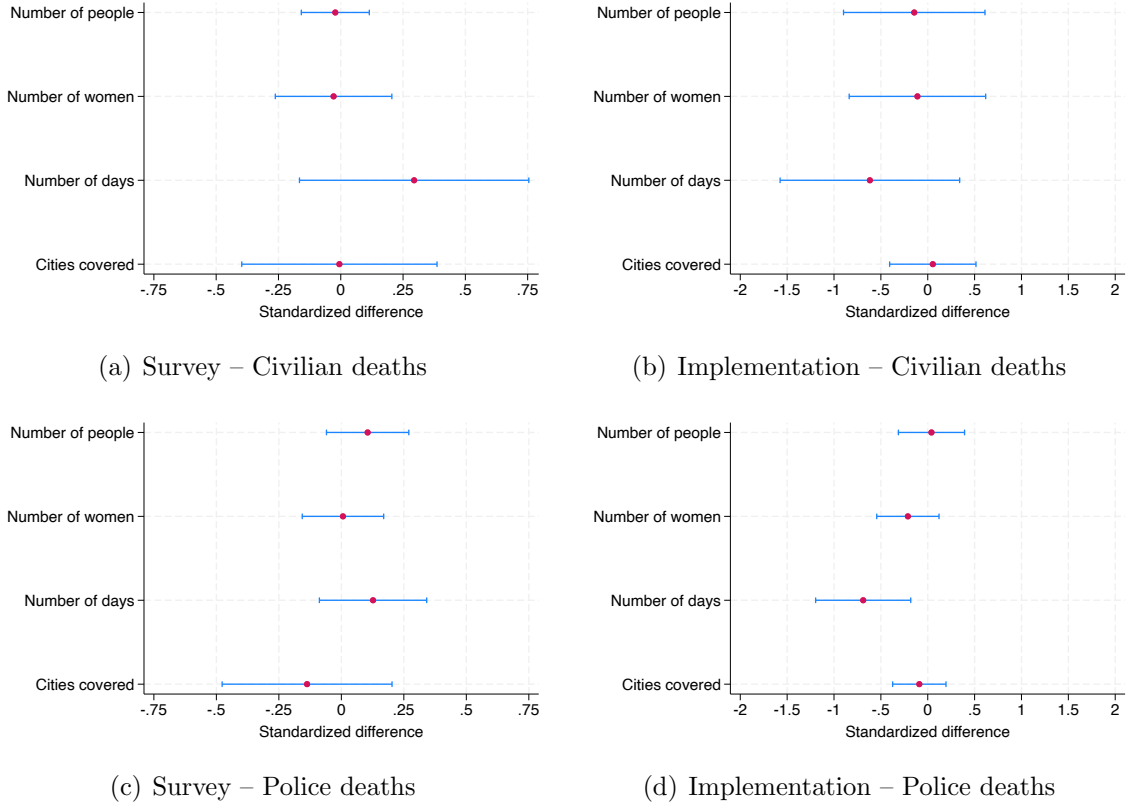 Number of people
Number of women
Number of days
Cities covered
-.75 -.5 -.25 0 .25 .5 .75
Standardized difference
(a) Survey – Civilian deaths
Number of people
Number of women
Number of days
Cities covered
-2 -1.5 -1 -.5 0 .5 1 1.5 2
Standardized difference
(b) Implementation – Civilian deaths
Number of people
Number of women
Number of days
Cities covered
-.75 -.5 -.25 0 .25 .5 .75
Standardized difference
(c) Survey – Police deaths
Number of people
Number of women
Number of days
Cities covered
-2 -1.5 -1 -.5 0 .5 1 1.5 2
Standardized difference
(d) Implementation – Police deaths